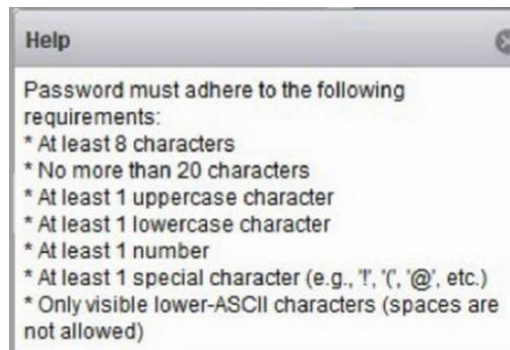 Help
Password must adhere to the following
requirements:
* At least 8 characters
* No more than 20 characters
* At least 1 uppercase character
* At least 1 lowercase character
* At least 1 number
* At least 1 special character (e.g., '!', '(', '@', etc.)
* Only visible lower-ASCII characters (spaces are
not allowed)